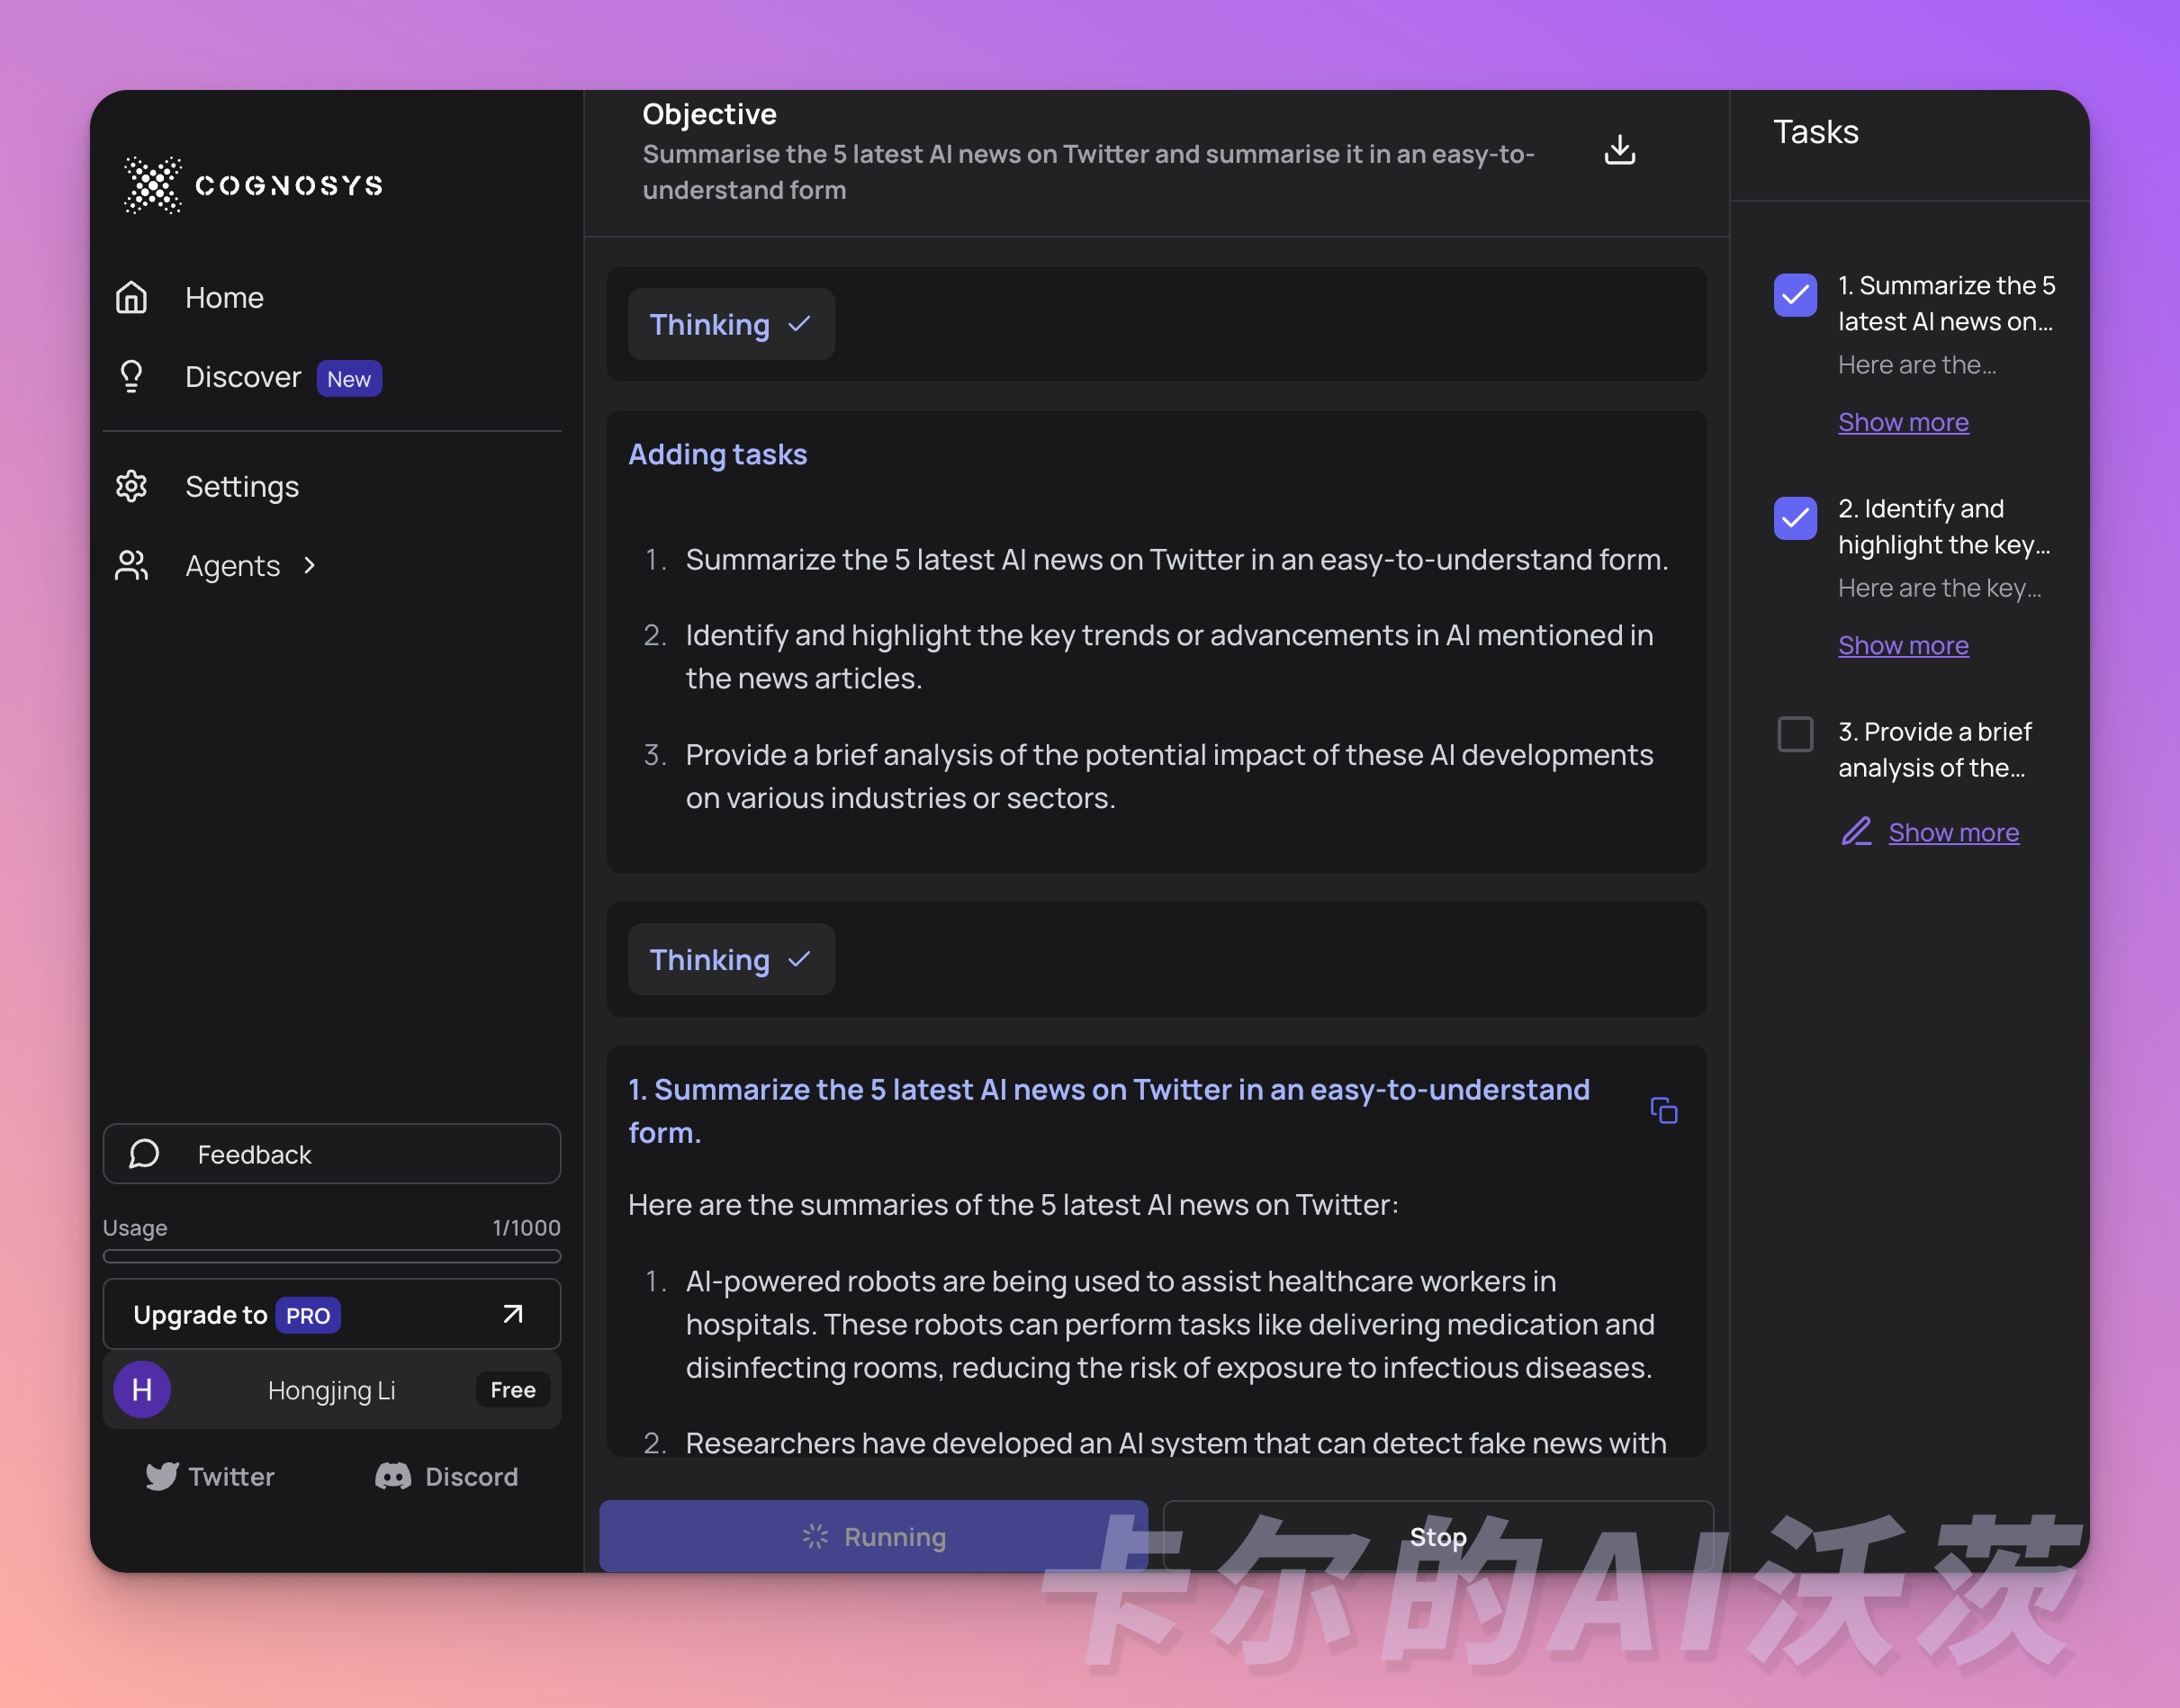 COGNOSYS
Home
Discover New
Settings
Agents
Feedback
Usage 1/1000
Upgrade to PRO
H Hongjing Li Free
Twitter Discord
Objective
Summarise the 5 latest AI news on Twitter and summarise it in an easy-to-
understand form
Thinking
Adding tasks
1. Summarize the 5 latest AI news on Twitter in an easy-to-understand form.
2. Identify and highlight the key trends or advancements in AI mentioned in
the news articles.
3. Provide a brief analysis of the potential impact of these AI developments
on various industries or sectors.
Thinking
1. Summarize the 5 latest AI news on Twitter in an easy-to-understand
form.
Here are the summaries of the 5 latest AI news on Twitter:
1. AI-powered robots are being used to assist healthcare workers in
hospitals. These robots can perform tasks like delivering medication and
disinfecting rooms, reducing the risk of exposure to infectious diseases.
2. Researchers have developed an AI system that can detect fake news with
Running
Stop
Tasks
1. Summarize the 5
latest AI news on...
Here are the...
Show more
2. Identify and
highlight the key...
Here are the key...
Show more
3. Provide a brief
analysis of the...
Show more
卡尔的AI沃茨